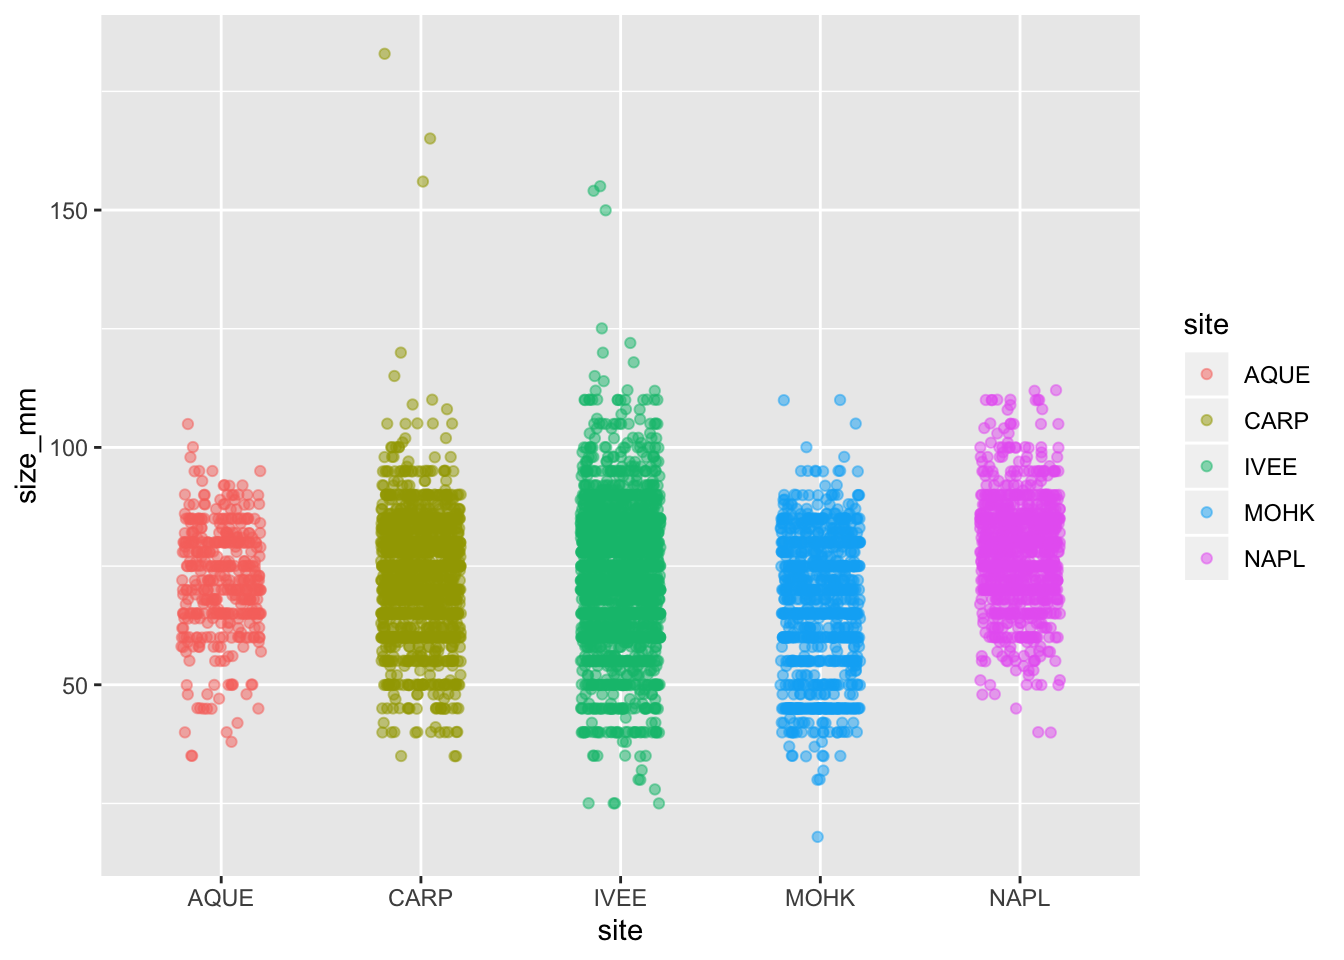 size_mm
150
100
50
AQUE CARP IVEE MOHK NAPL
site
site
AQUE
CARP
IVEE
MOHK
NAPL